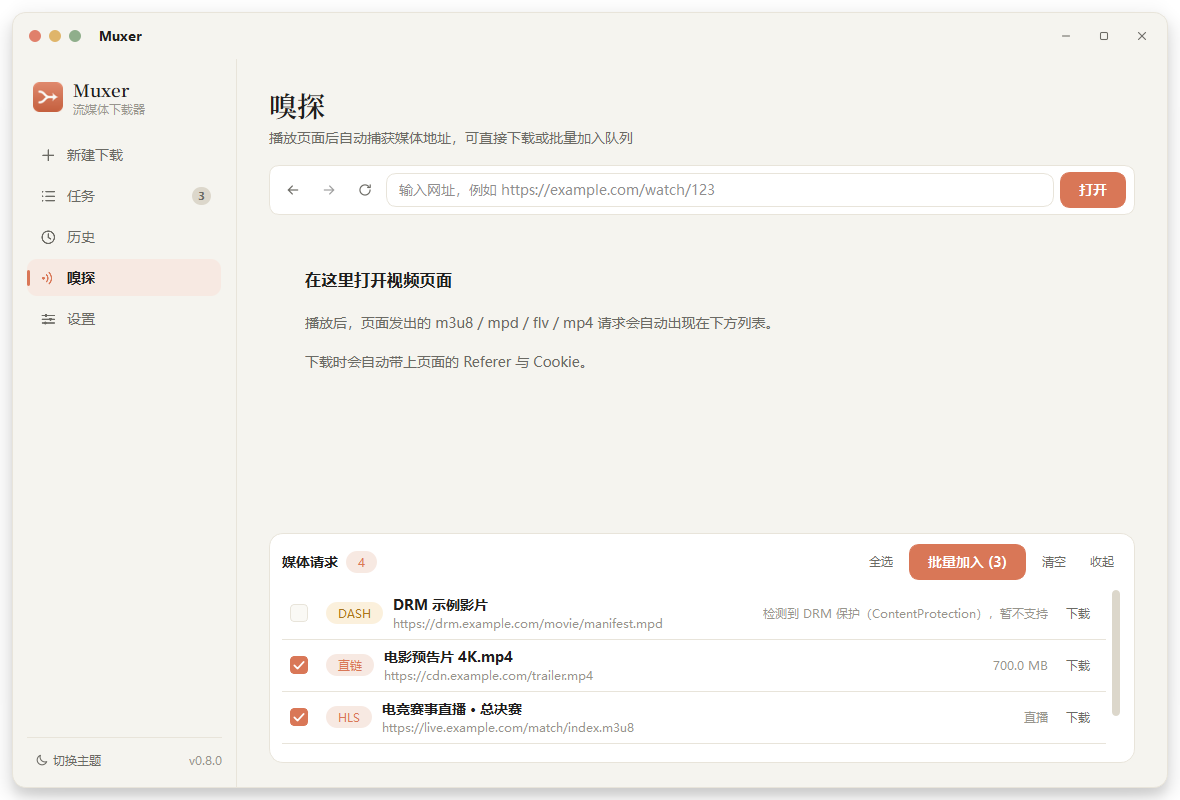 Muxer
Muxer
流媒体下载器
新建下载
任务 3
历史
嗅探
设置
切换主题 v0.8.0
嗅探
播放页面后自动捕获媒体地址，可直接下载或批量加入队列
输入网址，例如 https://example.com/watch/123 打开
在这里打开视频页面
播放后，页面发出的 m3u8 / mpd / flv / mp4 请求会自动出现在下方列表。
下载时会自动带上页面的 Referer 与 Cookie。
媒体请求 4 全选 批量加入 (3) 清空 收起
DASH DRM 示例影片 检测到 DRM 保护（ContentProtection），暂不支持 下载
https://drm.example.com/movie/manifest.mpd
直链 电影预告片 4K.mp4 700.0 MB 下载
https://cdn.example.com/trailer.mp4
HLS 电竞赛事直播 • 总决赛 直播 下载
https://live.example.com/match/index.m3u8